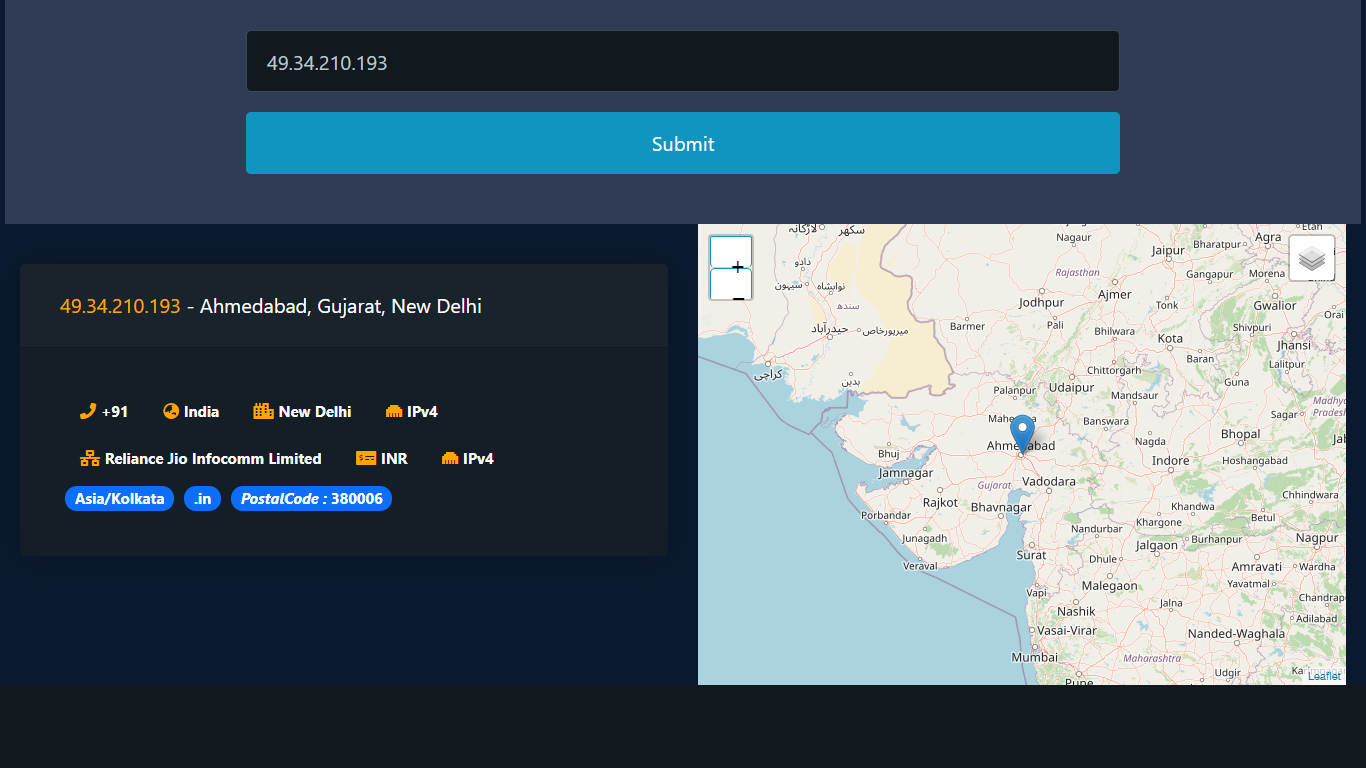 49.34.210.193
Submit
49.34.210.193 - Ahmedabad, Gujarat, New Delhi
+91 India New Delhi IPv4
Reliance Jio Infocomm Limited INR IPv4
Asia/Kolkata .in PostalCode : 380006
+
−
لاڑکانہ
سکھر
Nagaur
Etah
Agra
Jaipur
Bharatpur
دادو
Rajasthan
Gangapur
Morena
نوابشاہ
سیہون
Jodhpur
Ajmer
Tonk
Gwalior
سندھ
Orai
حیدرآباد
میرپورخاص
Barmer
Pali
Bhilwara
Kota
Shivpuri
Jhansi
Baran
Lalitpur
کراچی
Chittorgarh
بدین
Palanpur
Udaipur
Mandsaur
Guna
Madhya
Pradesh
Sagar
Banswara
Ahmedabad
Nagda
Bhopal
Bhuj
Indore
Hoshangabad
Jamnagar
Gujarat
Vadodara
Chhindwara
Rajkot
Bhavnagar
Khandwa
Porbandar
Nandurbar
Khargone
Betul
Junagadh
Jalgaon
Burhanpur
Nagpur
Surat
Dhule
Veraval
Amravati
Wardha
Vapi
Malegaon
Yavatmal
Chandrap
Nashik
Jalna
Adilabad
Vasai-Virar
Nanded-Waghala
Mumbai
Maharashtra
Udgir
Pune
Leaflet